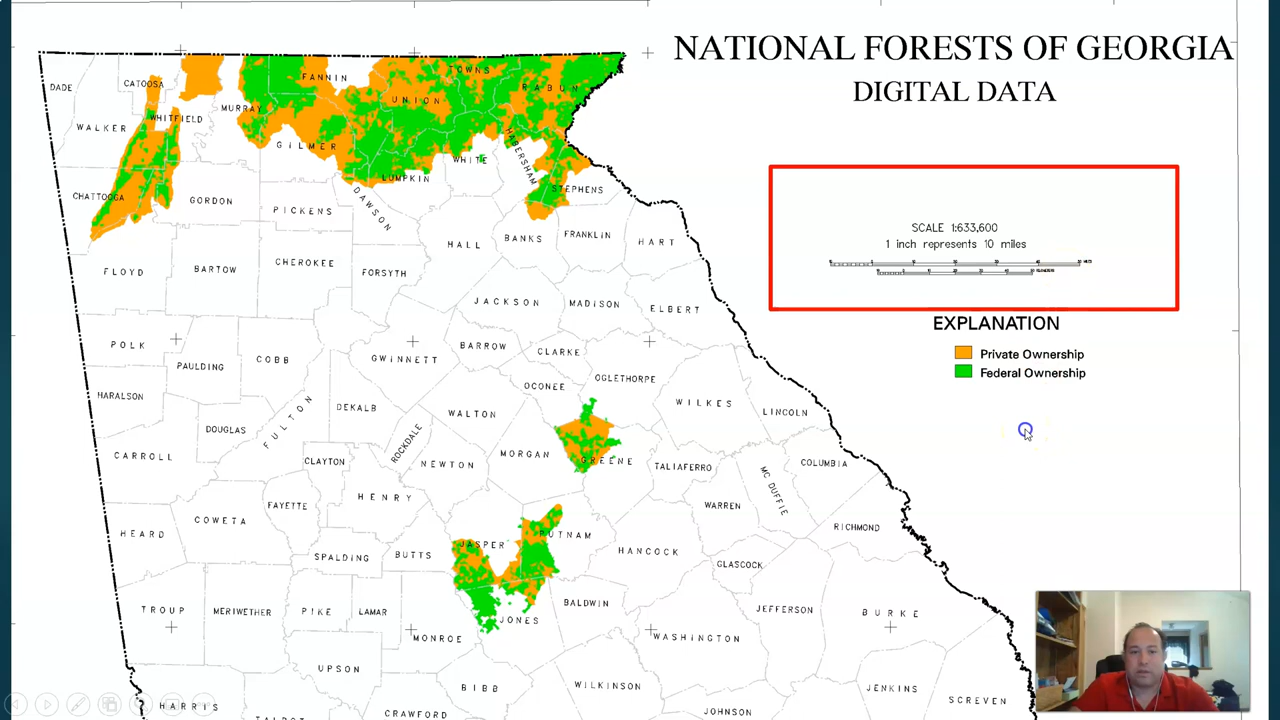 NATIONAL FORESTS OF GEORGIA
DIGITAL DATA
SCALE 1:633,600
1 inch represents 10 miles
EXPLANATION
Private Ownership
Federal Ownership
DADE
CATOOSA
FANNIN
TOWNS
RABUN
UNION
MURRAY
WHITFIELD
WALKER
GILMER
HABERSHAM
WHITE
LUMPKIN
STEPHENS
CHATTOOGA
GORDON
PICKENS
DAWSON
HALL
BANKS
FRANKLIN
HART
FLOYD
BARTOW
CHEROKEE
FORSYTH
JACKSON
MADISON
ELBERT
POLK
PAULDING
COBB
GWINNETT
BARROW
CLARKE
OCONEE
OGLETHORPE
HARALSON
DEKALB
WALTON
WILKES
LINCOLN
DOUGLAS
FULTON
ROCKDALE
CARROLL
CLAYTON
NEWTON
MORGAN
GREENE
TALIAFERRO
COLUMBIA
MC DUFFIE
HENRY
FAYETTE
WARREN
COWETA
RICHMOND
HEARD
SPALDING
BUTTS
JASPER
PUTNAM
HANCOCK
GLASCOCK
TROUP
MERIWETHER
PIKE
LAMAR
BALDWIN
JEFFERSON
BURKE
JONES
MONROE
WASHINGTON
UPSON
BIBB
WILKINSON
JENKINS
SCREVEN
HARRIS
CRAWFORD
JOHNSON